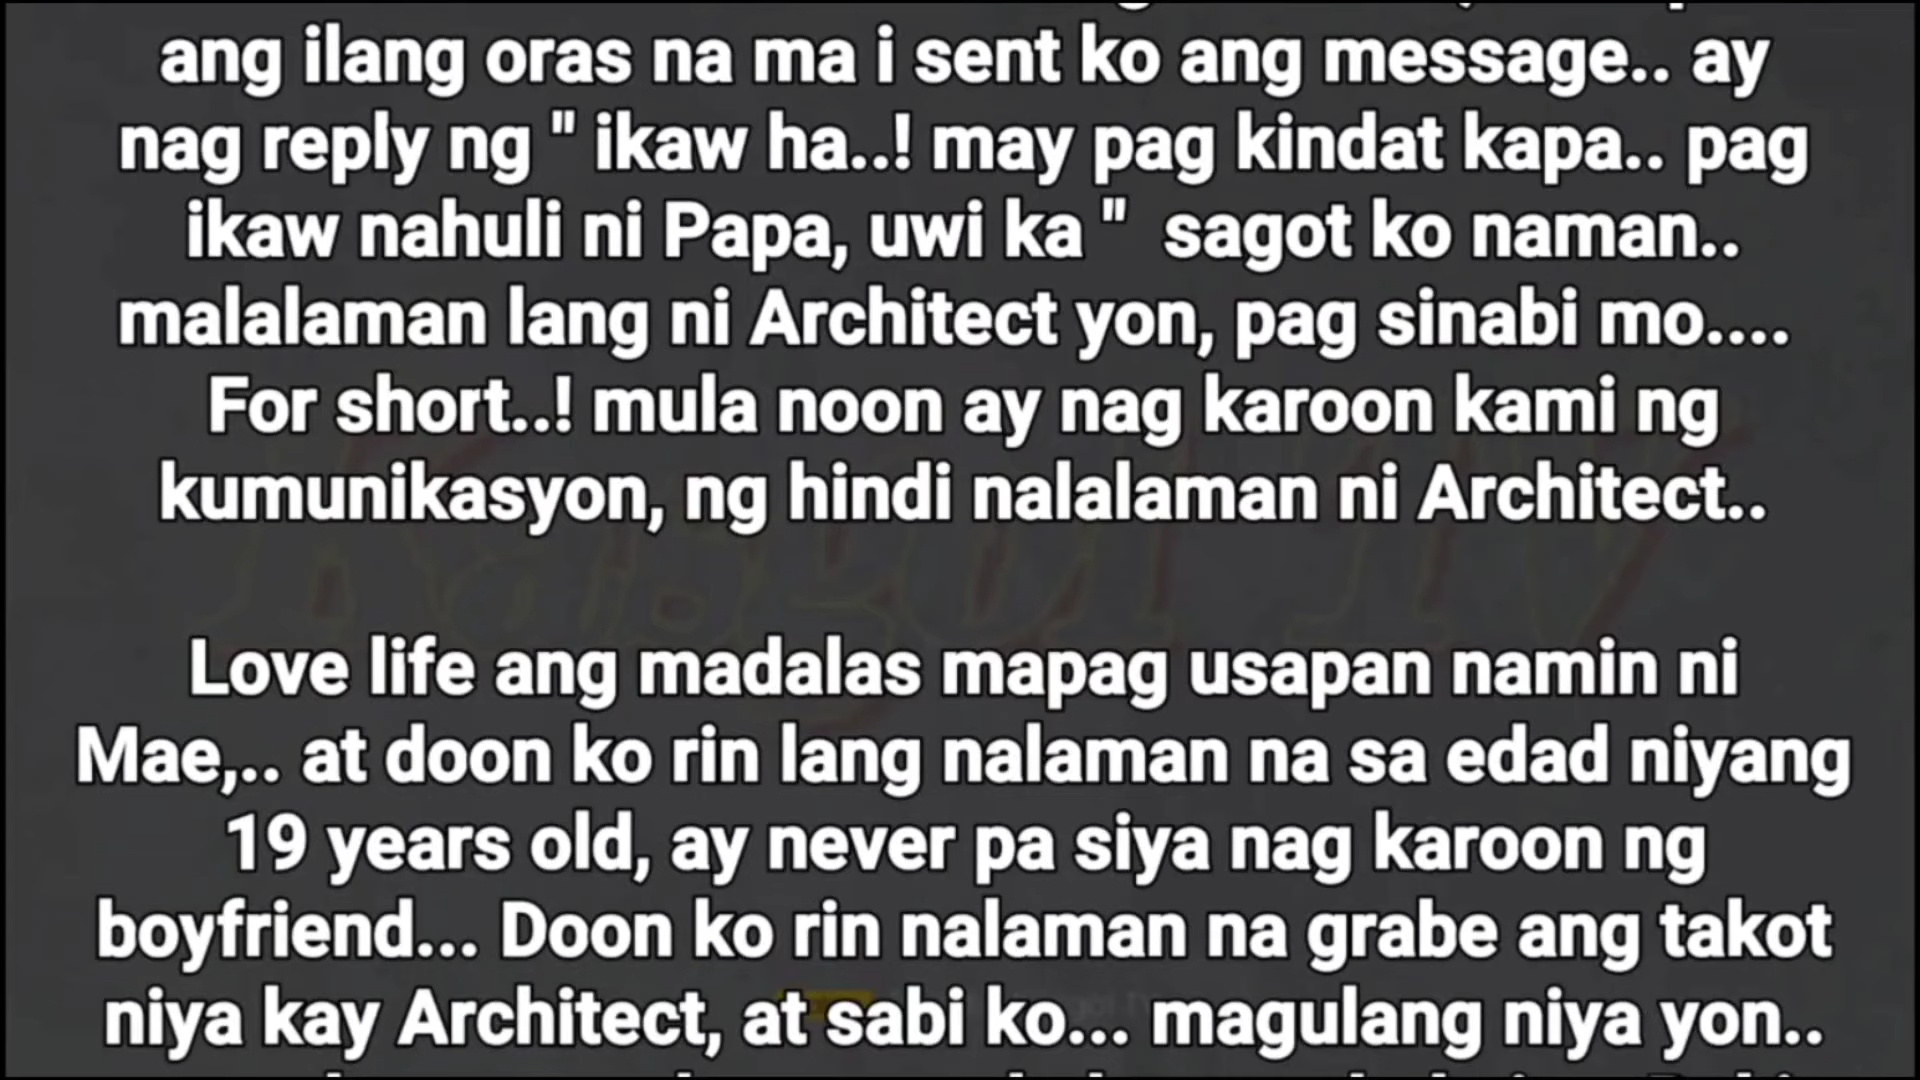 ang ilang oras na ma i sent ko ang message.. ay
nag reply ng " ikaw ha..! may pag kindat kapa.. pag
ikaw nahuli ni Papa, uwi ka " sagot ko naman..
malalaman lang ni Architect yon, pag sinabi mo....
For short..! mula noon ay nag karoon kami ng
kumunikasyon, ng hindi nalalaman ni Architect..
Love life ang madalas mapag usapan namin ni
Mae,.. at doon ko rin lang nalaman na sa edad niyang
19 years old, ay never pa siya nag karoon ng
boyfriend... Doon ko rin nalaman na grabe ang takot
niya kay Architect, at sabi ko... magulang niya yon..